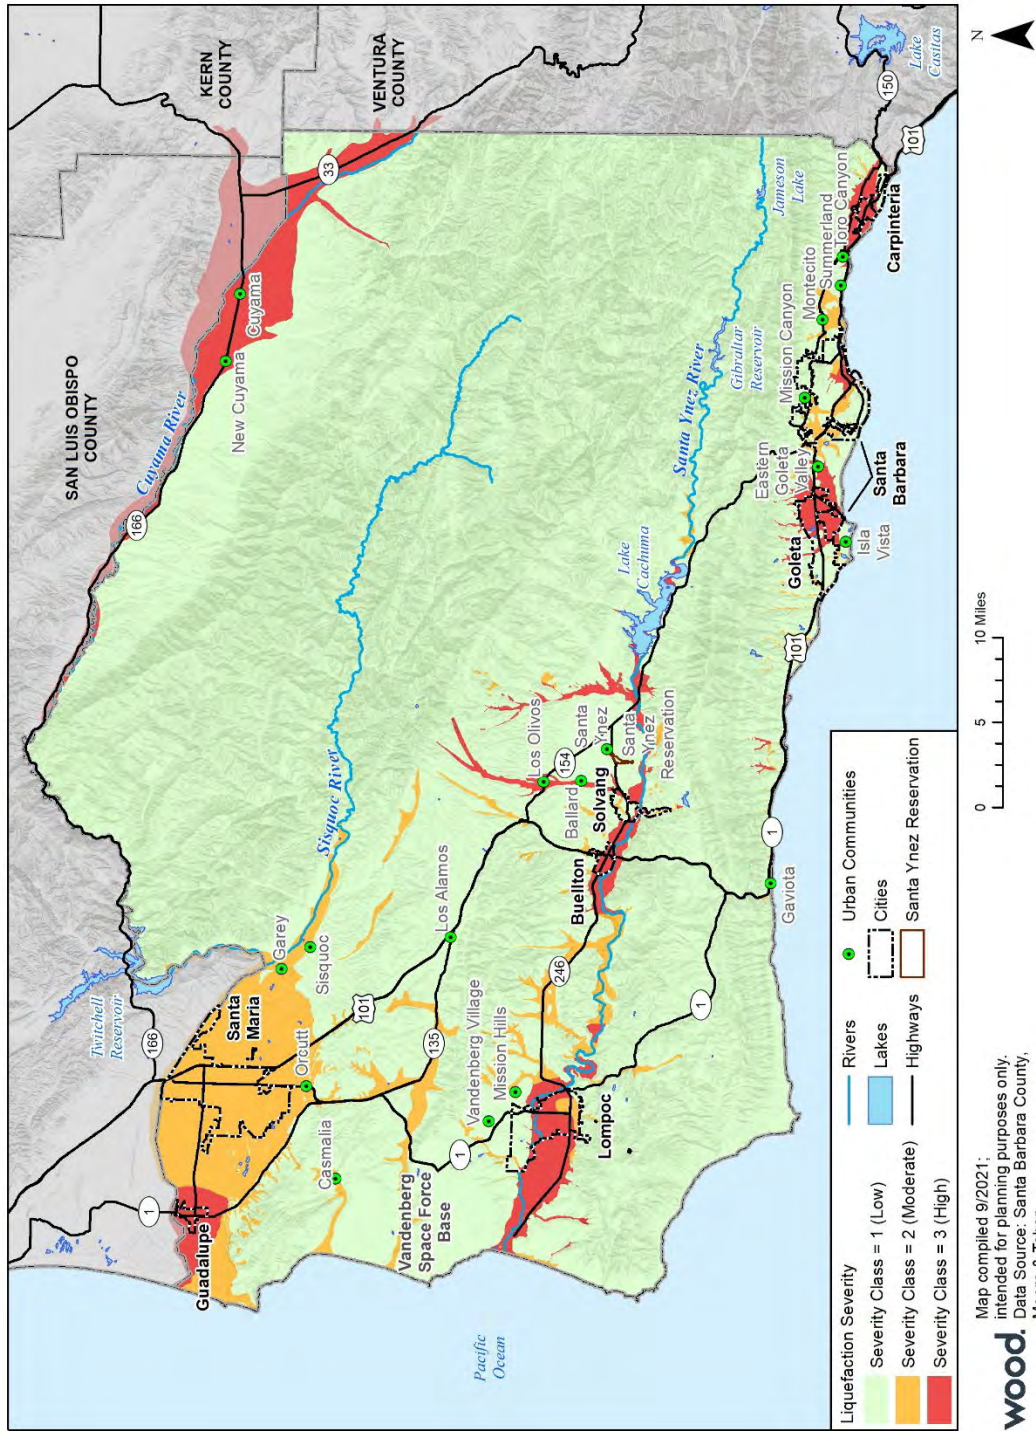 KERN
COUNTY
VENTURA
COUNTY
SAN LUIS OBISPO
COUNTY
Cuyama River
166
33
New Cuyama
Cuyama
Twitchell
Reservoir
166
1
Guadalupe
Santa
Maria
Orcutt
Garey
Sisquoc
Sisquoc River
Casmalia
101
135
Los Alamos
Vandenberg
Space Force
Base
1
Vandenberg Village
Mission Hills
Lompoc
246
1
Buellton
Solvang
Ballard
Los Olivos
154
Santa
Ynez
Santa
Ynez
Reservation
Lake
Cachuma
Santa Ynez River
Gibraltar
Reservoir
Jameson
Lake
Pacific
Ocean
Gaviota
1
101
Goleta
Isla
Vista
Eastern
Goleta
Valley
Santa
Barbara
Mission Canyon
Montecito
Summerland
Toro Canyon
Carpinteria
101
150
Lake
Casitas
N
Liquefaction Severity
Severity Class = 1 (Low)
Severity Class = 2 (Moderate)
Severity Class = 3 (High)
Rivers
Lakes
Highways
Urban Communities
Cities
Santa Ynez Reservation
0 5 10 Miles
wood.
Map compiled 9/2021;
intended for planning purposes only.
Data Source: Santa Barbara County,